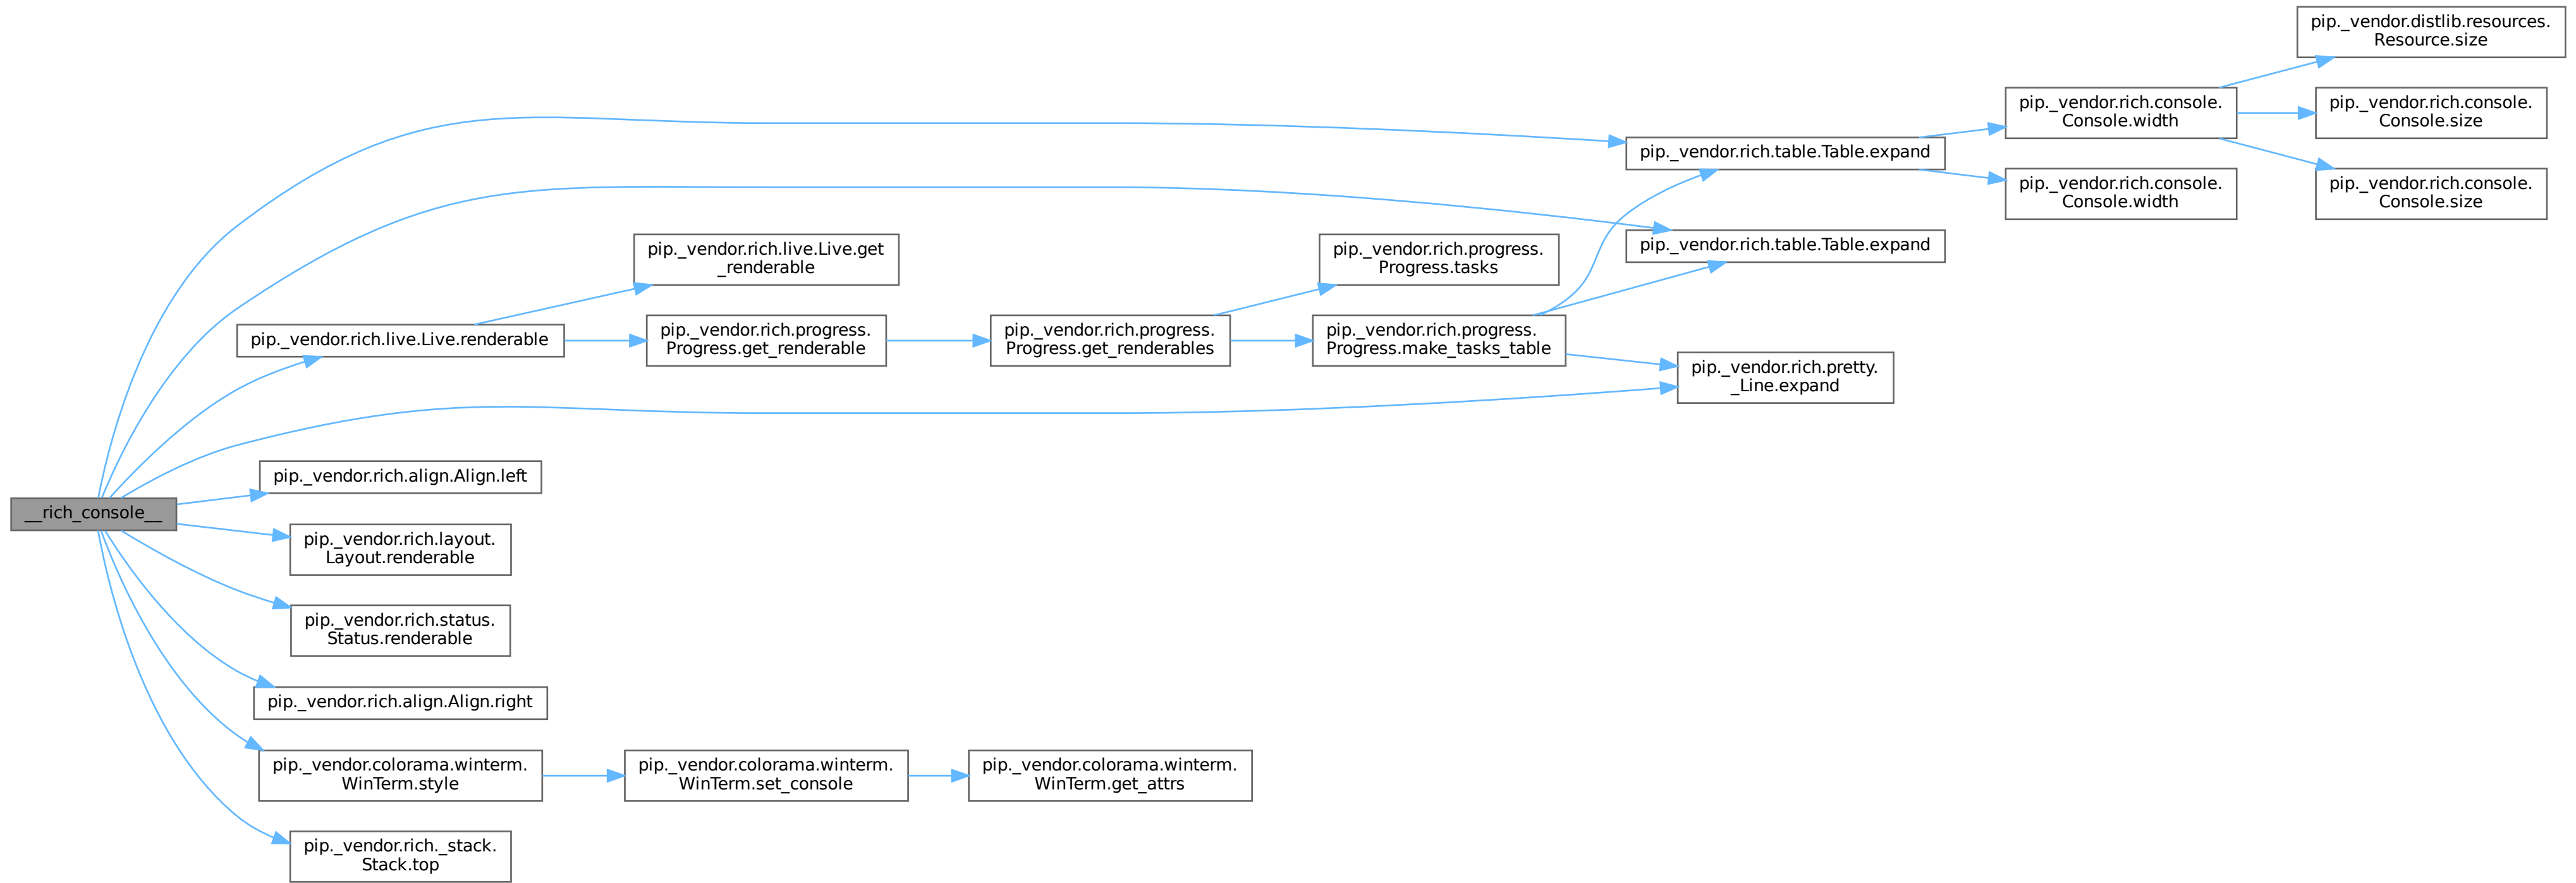 pip._vendor.distlib.resources.
Resource.size
pip._vendor.rich.console.
Console.width
pip._vendor.rich.console.
Console.size
pip._vendor.rich.table.Table.expand
pip._vendor.rich.console.
Console.width
pip._vendor.rich.console.
Console.size
pip._vendor.rich.live.Live.get
_renderable
pip._vendor.rich.progress.
Progress.tasks
pip._vendor.rich.table.Table.expand
pip._vendor.rich.live.Live.renderable
pip._vendor.rich.progress.
Progress.get_renderable
pip._vendor.rich.progress.
Progress.get_renderables
pip._vendor.rich.progress.
Progress.make_tasks_table
pip._vendor.rich.pretty.
_Line.expand
pip._vendor.rich.align.Align.left
__rich_console__
pip._vendor.rich.layout.
Layout.renderable
pip._vendor.rich.status.
Status.renderable
pip._vendor.rich.align.Align.right
pip._vendor.colorama.winterm.
WinTerm.style
pip._vendor.colorama.winterm.
WinTerm.set_console
pip._vendor.colorama.winterm.
WinTerm.get_attrs
pip._vendor.rich._stack.
Stack.top